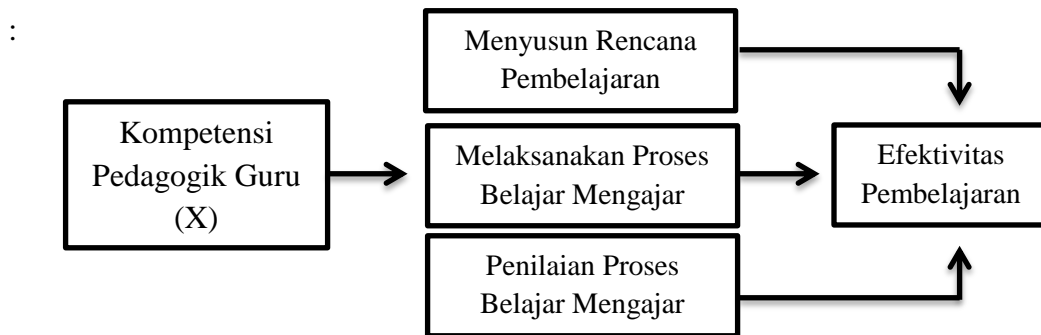 :
Kompetensi
Pedagogik Guru
(X)
Menyusun Rencana
Pembelajaran
Melaksanakan Proses
Belajar Mengajar
Penilaian Proses
Belajar Mengajar
Efektivitas
Pembelajaran